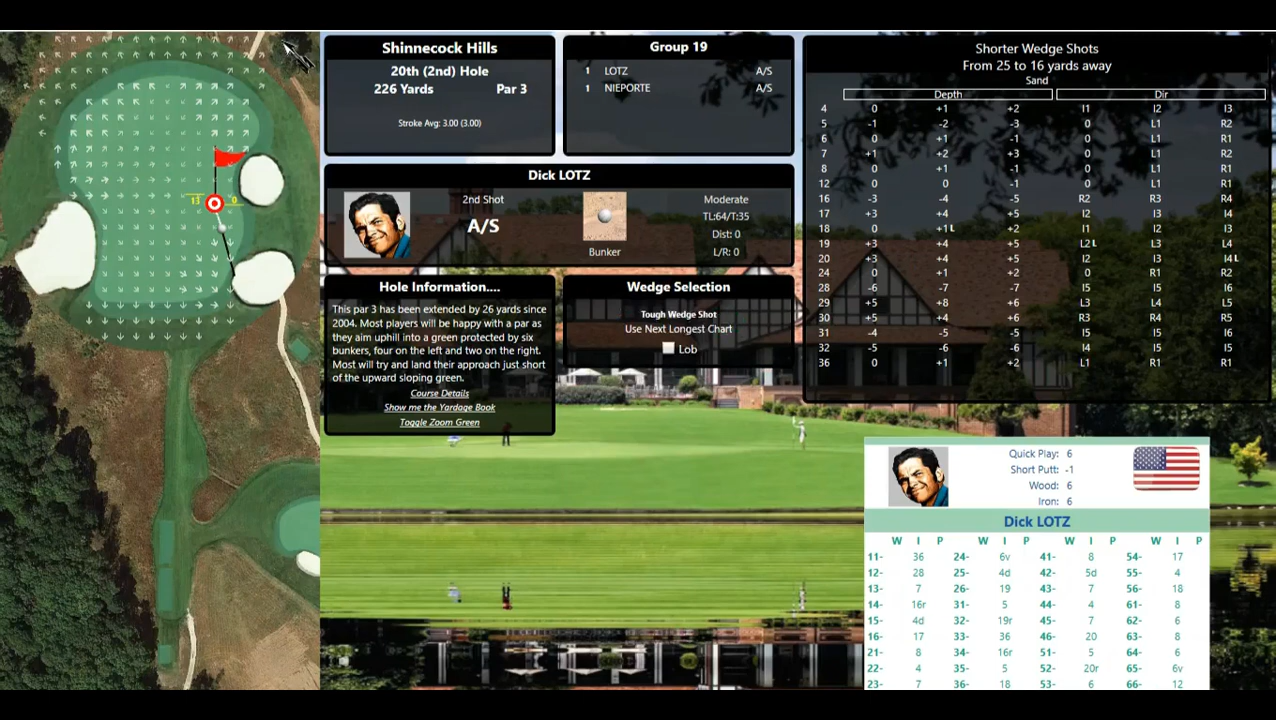 13
0
Shinnecock Hills
20th (2nd) Hole
226 Yards Par 3
Stroke Avg: 3.00 (3.00)
Group 19
1 LOTZ A/S
1 NIEPORTE A/S
Dick LOTZ
2nd Shot
A/S
Bunker
Moderate
TL:64/T:35
Dist: 0
L/R: 0
Hole Information....
This par 3 has been extended by 26 yards since
2004. Most players will be happy with a par as
they aim uphill into a green protected by six
bunkers, four on the left and two on the right.
Most will try and land their approach just short
of the upward sloping green.
Course Details
Show me the Yardage Book
Toggle Zoom Green
Wedge Selection
Tough Wedge Shot
Use Next Longest Chart
Lob
Shorter Wedge Shots
From 25 to 16 yards away
Sand
Depth Dir
4 0 +1 +2 I1 I2 I3
5 -1 -2 -3 0 L1 R2
6 0 +1 -1 0 L1 R1
7 +1 +2 +3 0 L1 R2
8 0 +1 -1 0 L1 R1
12 0 0 -1 0 L1 R1
16 -3 -4 -5 R2 R3 R4
17 +3 +4 +5 I2 I3 I4
18 0 +1L +2 I1 I2 I3
19 +3 +4 +5 L2L L3 L4
20 +3 +4 +5 I2 I3 I4L
24 0 +1 +2 0 R1 R2
28 -6 -7 -7 I5 I5 I6
29 +5 +8 +6 L3 L4 L5
30 +5 +4 +6 R3 R4 R5
31 -4 -5 -5 I5 I5 I6
32 -5 -6 -6 I4 I5 I5
36 0 +1 +2 L1 R1 R1
Quick Play: 6
Short Putt: -1
Wood: 6
Iron: 6
Dick LOTZ
W I P W I P W I P W I P
11- 36 24- 6v 41- 8 54- 17
12- 28 25- 4d 42- 5d 55- 4
13- 7 26- 19 43- 7 56- 18
14- 16r 31- 5 44- 4 61- 8
15- 4d 32- 19r 45- 7 62- 6
16- 17 33- 36 46- 20 63- 8
21- 8 34- 16r 51- 5 64- 6
22- 4 35- 5 52- 20r 65- 6v
23- 7 36- 18 53- 6 66- 12